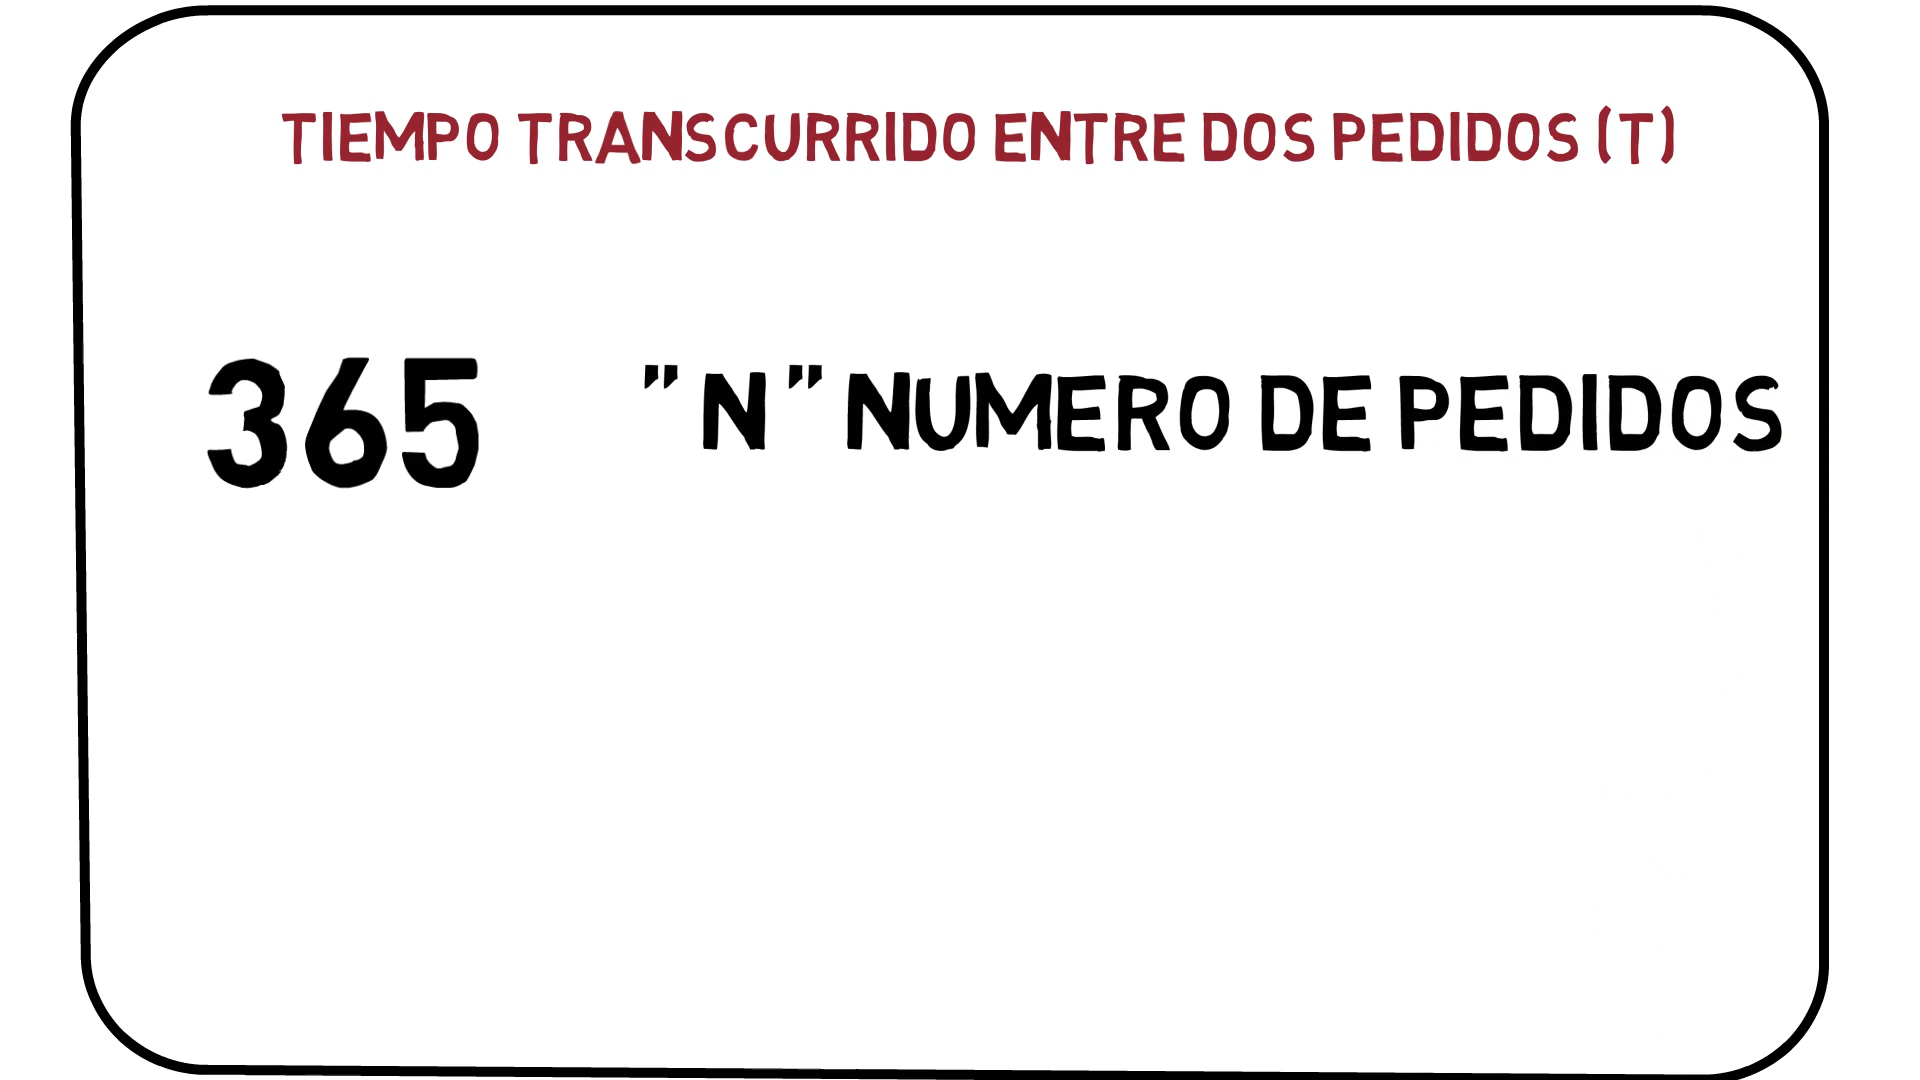 TIEMPO TRANSCURRIDO ENTRE DOS PEDIDOS (T)
365 "N" NUMERO DE PEDIDOS